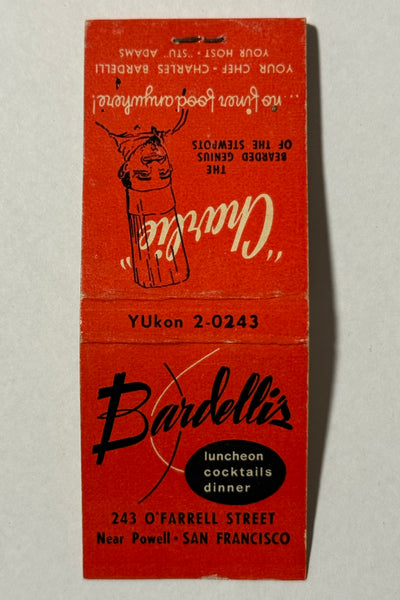 "Charlie"
THE
BEARDED GENIUS
OF THE STEWPOTS
...no finer food anywhere!
YOUR CHEF · CHARLES BARDELLI
YOUR HOST · "STU" ADAMS
YUkon 2-0243
Bardelli's
luncheon
cocktails
dinner
243 O'FARRELL STREET
Near Powell · SAN FRANCISCO